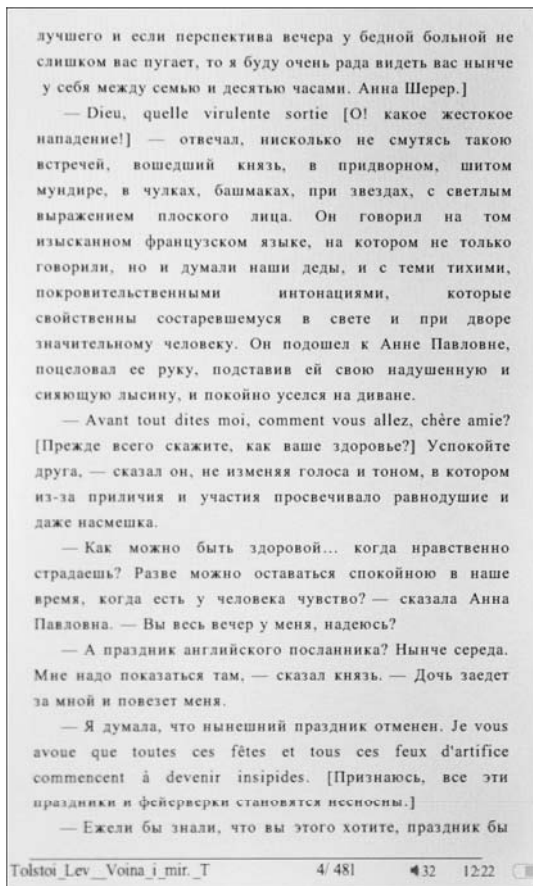 лучшего и если перспектива вечера у бедной больной не
слишком вас пугает, то я буду очень рада видеть вас нынче
у себя между семью и десятью часами. Анна Шерер.]
— Dieu, quelle virulente sortie [О! какое жестокое
нападение!] — отвечал, нисколько не смутясь такою
встречей, вошедший князь, в придворном, шитом
мундире, в чулках, башмаках, при звездах, с светлым
выражением плоского лица. Он говорил на том
изысканном французском языке, на котором не только
говорили, но и думали наши деды, и с теми тихими,
покровительственными интонациями, которые
свойственны состаревшемуся в свете и при дворе
значительному человеку. Он подошел к Анне Павловне,
поцеловал ее руку, подставив ей свою надушенную и
сияющую лысину, и покойно уселся на диване.
— Avant tout dites moi, comment vous allez, chère amie?
[Прежде всего скажите, как ваше здоровье?] Успокойте
друга, — сказал он, не изменяя голоса и тоном, в котором
из-за приличия и участия просвечивало равнодушие и
даже насмешка.
— Как можно быть здоровой... когда нравственно
страдаешь? Разве можно оставаться спокойною в наше
время, когда есть у человека чувство? — сказала Анна
Павловна. — Вы весь вечер у меня, надеюсь?
— А праздник английского посланника? Нынче середа.
Мне надо показаться там, — сказал князь. — Дочь заедет
за мной и повезет меня.
— Я думала, что нынешний праздник отменен. Je vous
avoue que toutes ces fêtes et tous ces feux d'artifice
commencent à devenir insipides. [Признаюсь, все эти
праздники и фейерверки становятся несносны.]
— Ежели бы знали, что вы этого хотите, праздник бы
Tolstoi_Lev__Voina_i_mir._T 4/ 481 32 12:22